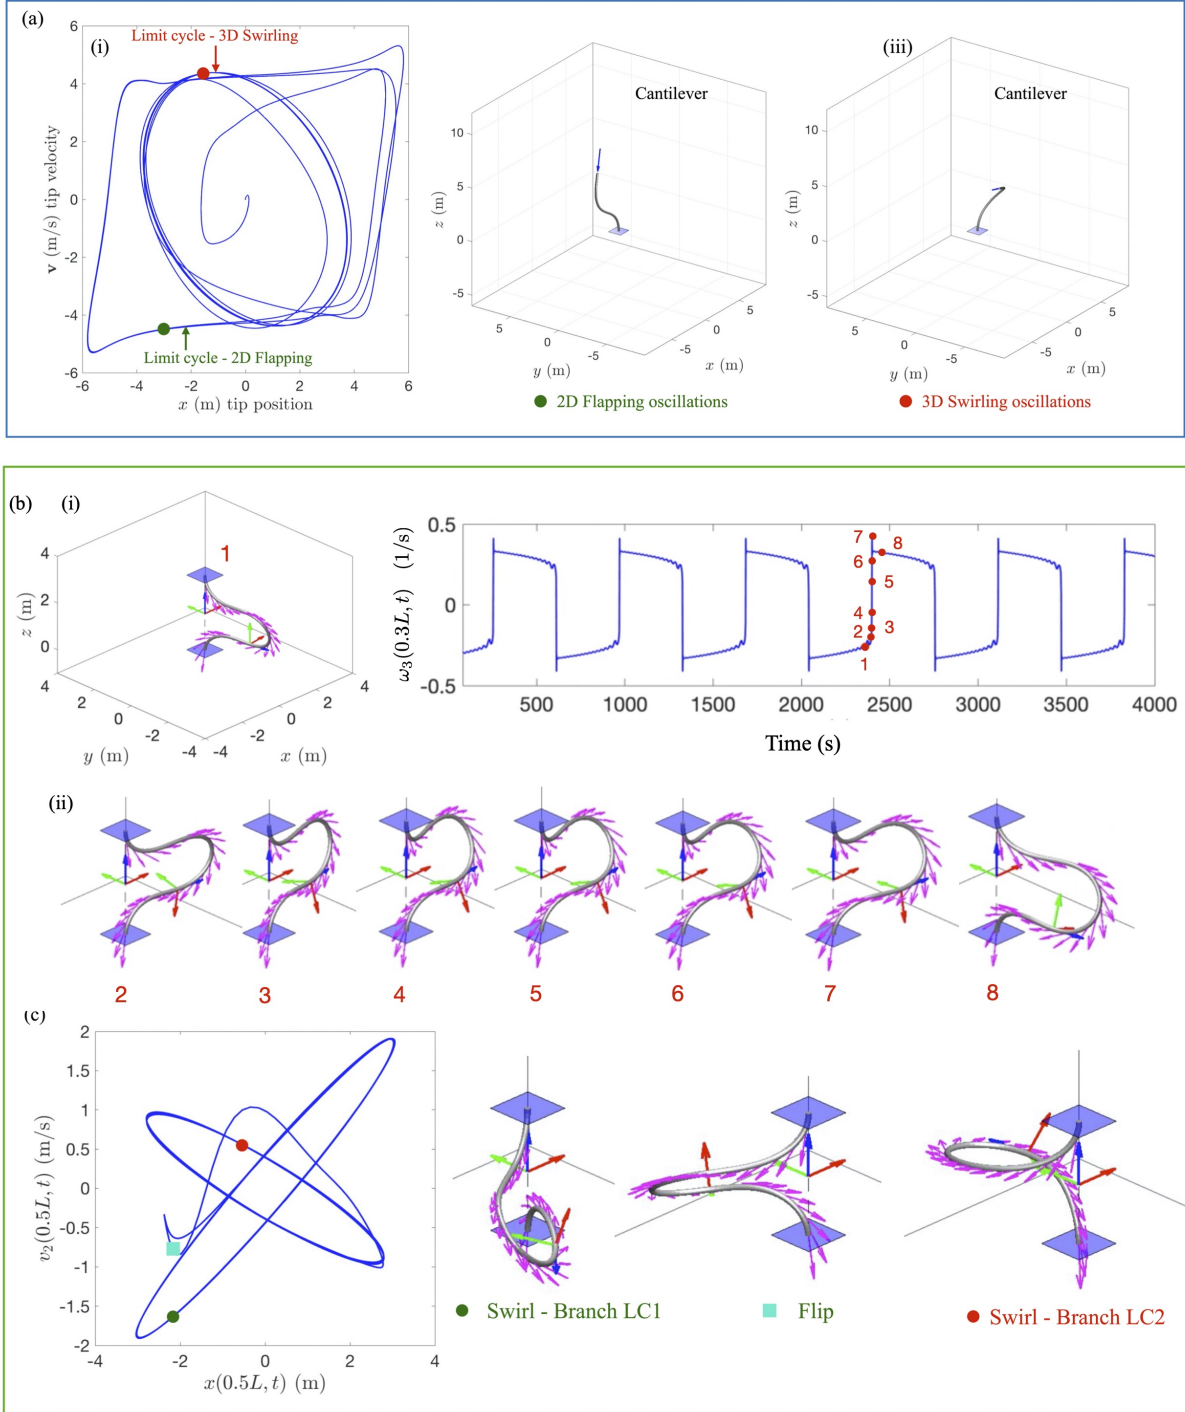 (a)
(i)
Limit cycle - 3D Swirling
Limit cycle - 2D Flapping
6
4
2
0
-2
-4
-6
-6 -4 -2 0 2 4 6
v (m/s) tip velocity
x (m) tip position
Cantilever
10
5
0
-5
z (m)
5 0 -5
y (m)
-5 0 5
x (m)
2D Flapping oscillations
(iii)
Cantilever
10
5
0
-5
z (m)
5 0 -5
y (m)
-5 0 5
x (m)
3D Swirling oscillations
(b)
(i)
1
4
2
0
z (m)
4 2 0 -2 -4
y (m)
-4 -2 0 2 4
x (m)
0.5
0
-0.5
ω₃(0.3L, t) (1/s)
7
8
6
5
4
3
2
1
500 1000 1500 2000 2500 3000 3500 4000
Time (s)
(ii)
2 3 4 5 6 7 8
(c)
2
1.5
1
0.5
0
-0.5
-1
-1.5
-2
v₂(0.5L, t) (m/s)
-4 -2 0 2 4
x(0.5L, t) (m)
Swirl - Branch LC1
Flip
Swirl - Branch LC2